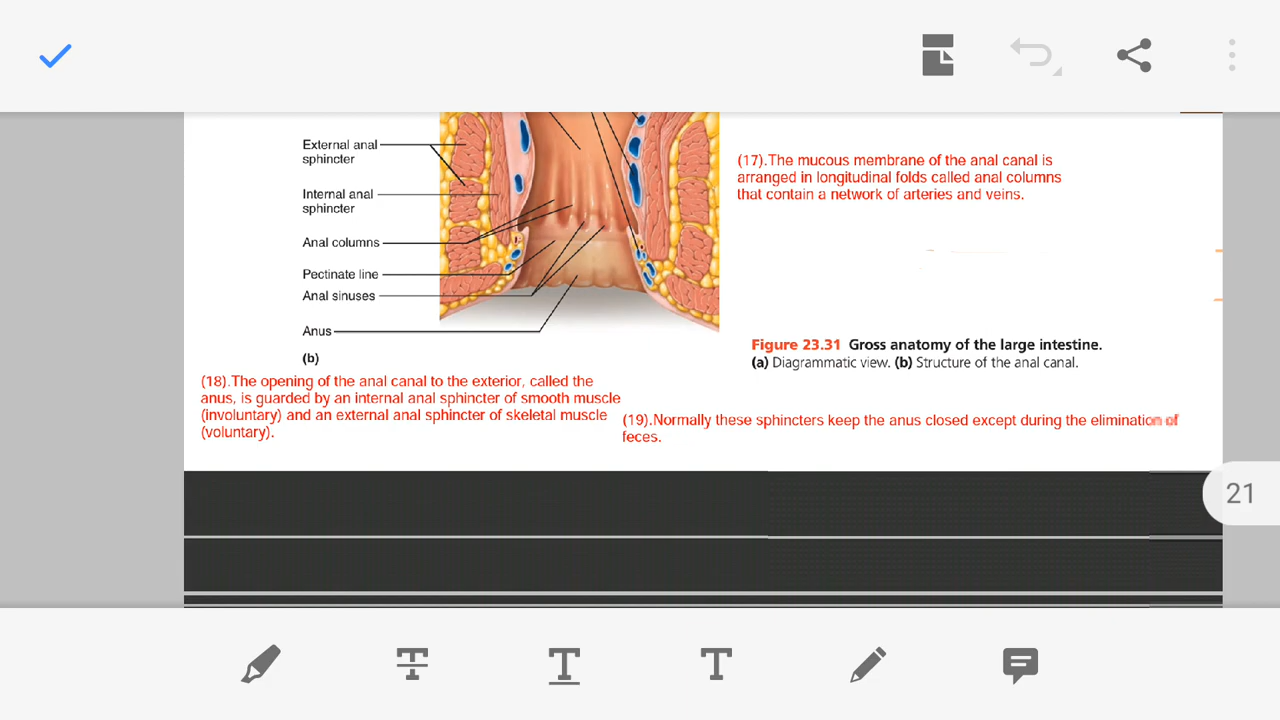 External anal
sphincter
Internal anal
sphincter
Anal columns
Pectinate line
Anal sinuses
Anus
(b)
(17).The mucous membrane of the anal canal is
arranged in longitudinal folds called anal columns
that contain a network of arteries and veins.
Figure 23.31 Gross anatomy of the large intestine.
(a) Diagrammatic view. (b) Structure of the anal canal.
(18).The opening of the anal canal to the exterior, called the
anus, is guarded by an internal anal sphincter of smooth muscle
(involuntary) and an external anal sphincter of skeletal muscle
(voluntary).
(19).Normally these sphincters keep the anus closed except during the elimination of
feces.
21